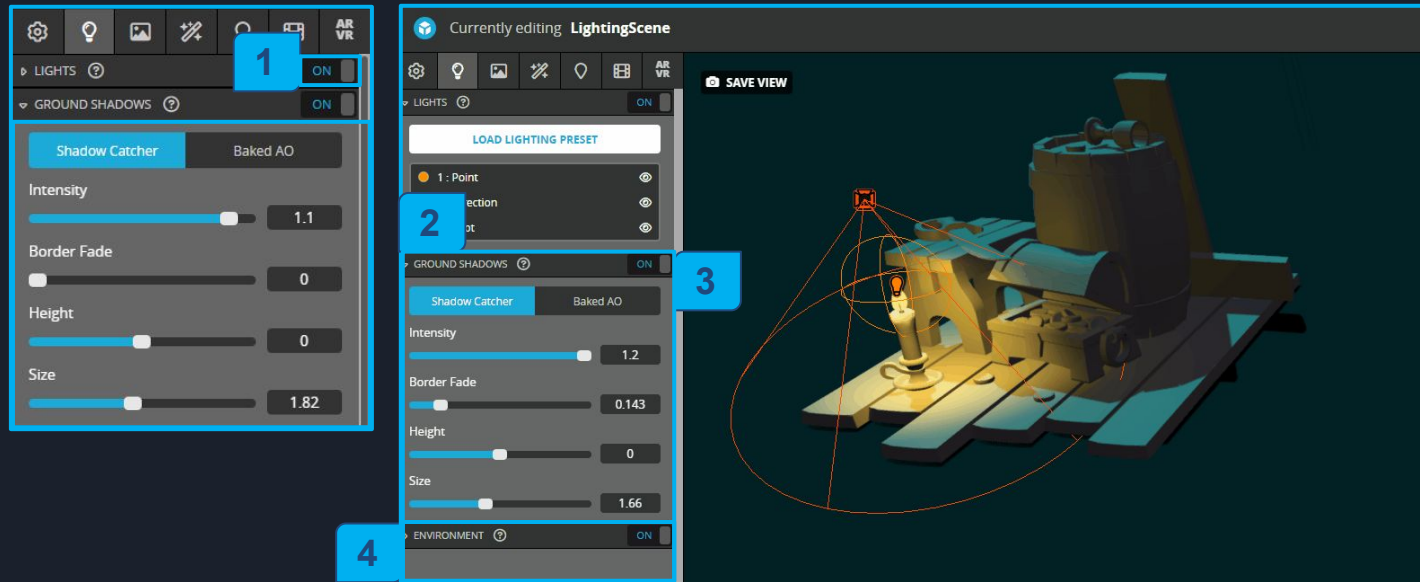 AR
VR
1
LIGHTS ? ON
GROUND SHADOWS ? ON
Shadow Catcher Baked AO
Intensity
1.1
Border Fade
0
Height
0
Size
1.82
Currently editing LightingScene
AR
VR
LIGHTS ? ON
LOAD LIGHTING PRESET
1 : Point
rection
2
pt
GROUND SHADOWS ? ON
3
Shadow Catcher Baked AO
Intensity
1.2
Border Fade
0.143
Height
0
Size
1.66
4
ENVIRONMENT ? ON
SAVE VIEW